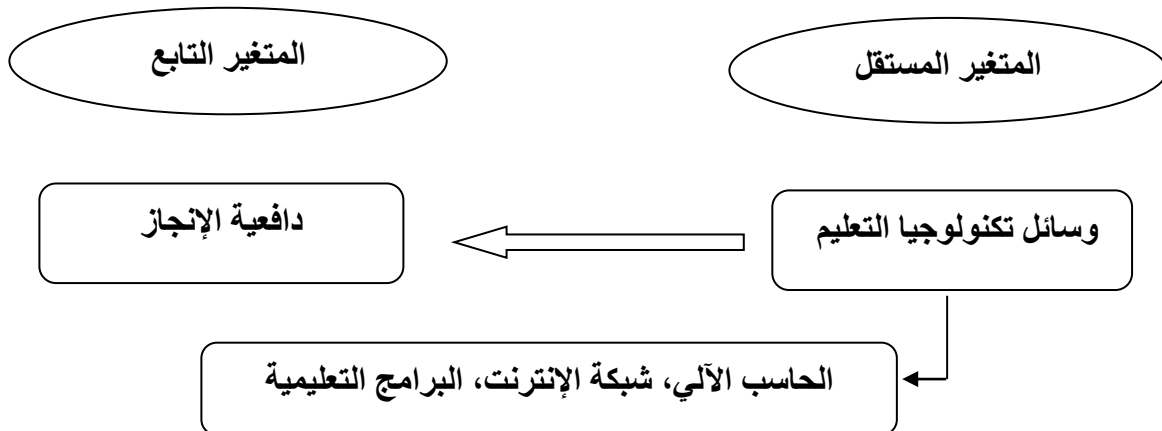 المتغير المستقل
المتغير التابع
وسائل تكنولوجيا التعليم
دافعية الإنجاز
الحاسب الآلي، شبكة الإنترنت، البرامج التعليمية